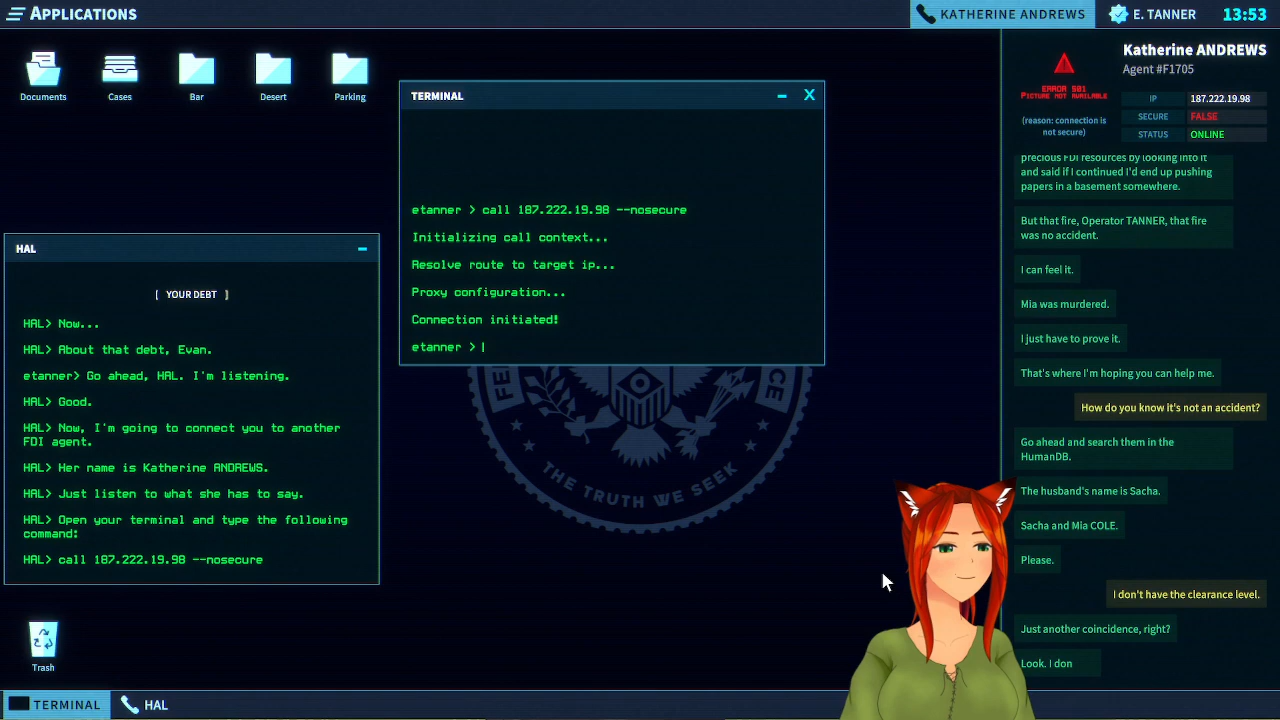 APPLICATIONS
KATHERINE ANDREWS
E. TANNER
13:53
Documents
Cases
Bar
Desert
Parking
TERMINAL
etanner > call 187.222.19.98 --nosecure
Initializing call context...
Resolve route to target ip...
Proxy configuration...
Connection initiated!
etanner >
HAL
[ YOUR DEBT ]
HAL> Now...
HAL> About that debt, Evan.
etanner> Go ahead, HAL. I'm listening.
HAL> Good.
HAL> Now, I'm going to connect you to another
FDI agent.
HAL> Her name is Katherine ANDREWS.
HAL> Just listen to what she has to say.
HAL> Open your terminal and type the following
command:
HAL> call 187.222.19.98 --nosecure
THE TRUTH WE SEEK
Katherine ANDREWS
Agent #F1705
ERROR 501
PICTURE NOT AVAILABLE
(reason: connection is
not secure)
IP 187.222.19.98
SECURE FALSE
STATUS ONLINE
precious FDI resources by looking into it
and said if I continued I'd end up pushing
papers in a basement somewhere.
But that fire, Operator TANNER, that fire
was no accident.
I can feel it.
Mia was murdered.
I just have to prove it.
That's where I'm hoping you can help me.
How do you know it's not an accident?
Go ahead and search them in the
HumanDB.
The husband's name is Sacha.
Sacha and Mia COLE.
Please.
I don't have the clearance level.
Just another coincidence, right?
Look. I don
Trash
TERMINAL
HAL